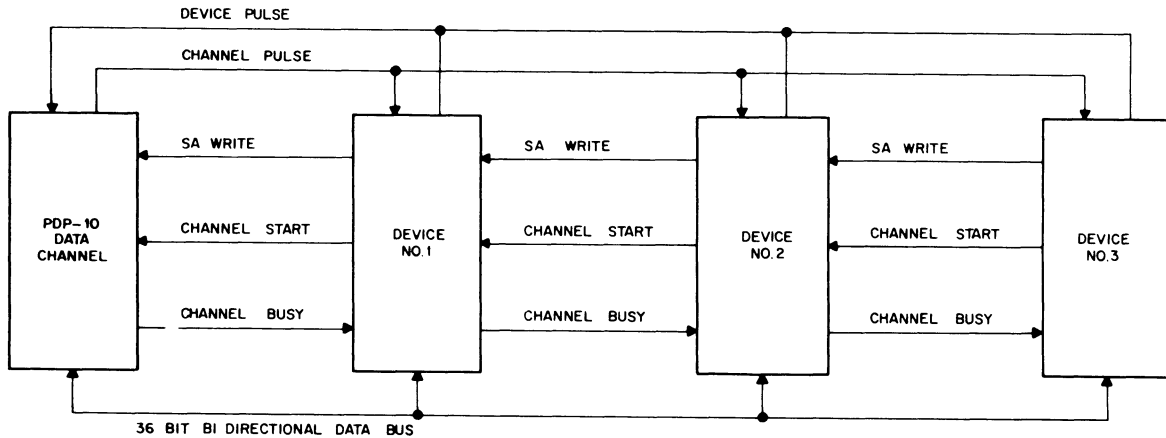 DEVICE PULSE
CHANNEL PULSE
SA WRITE
SA WRITE
SA WRITE
PDP-10
DATA
CHANNEL
CHANNEL START
DEVICE
NO.1
CHANNEL START
DEVICE
NO.2
CHANNEL START
DEVICE
NO.3
CHANNEL BUSY
CHANNEL BUSY
CHANNEL BUSY
36 BIT BI DIRECTIONAL DATA BUS